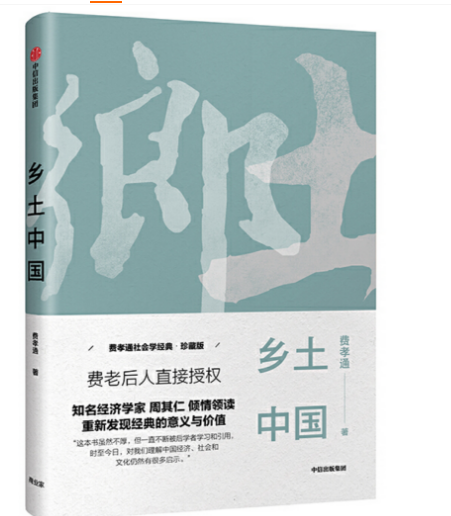 中信出版集团
乡土中国
费孝通 著
鄉土
费孝通社会学经典·珍藏版
费老后人直接授权
知名经济学家 周其仁 倾情领读
重新发现经典的意义与价值
“这本书虽然不厚,但一直不断被后学者学习和引用,
时至今日,对我们理解中国经济、社会和
文化仍然有很多启示。”
乡土
中国
费孝通
著
中信出版集团